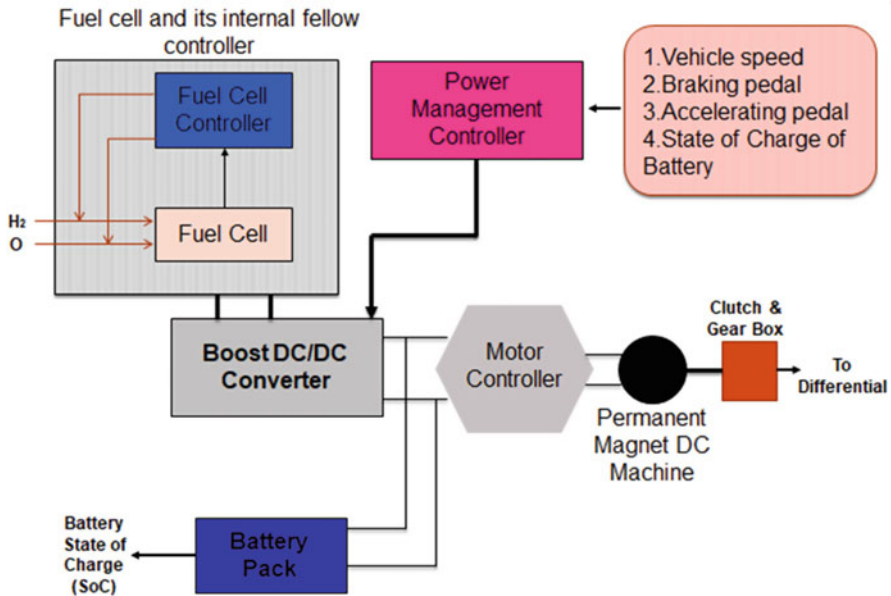 Fuel cell and its internal fellow
controller
Fuel Cell
Controller
H₂
O
Fuel Cell
Power
Management
Controller
1.Vehicle speed
2.Braking pedal
3.Accelerating pedal
4.State of Charge of
Battery
Boost DC/DC
Converter
Motor
Controller
Clutch &
Gear Box
To
Differential
Permanent
Magnet DC
Machine
Battery
State of
Charge
(SoC)
Battery
Pack